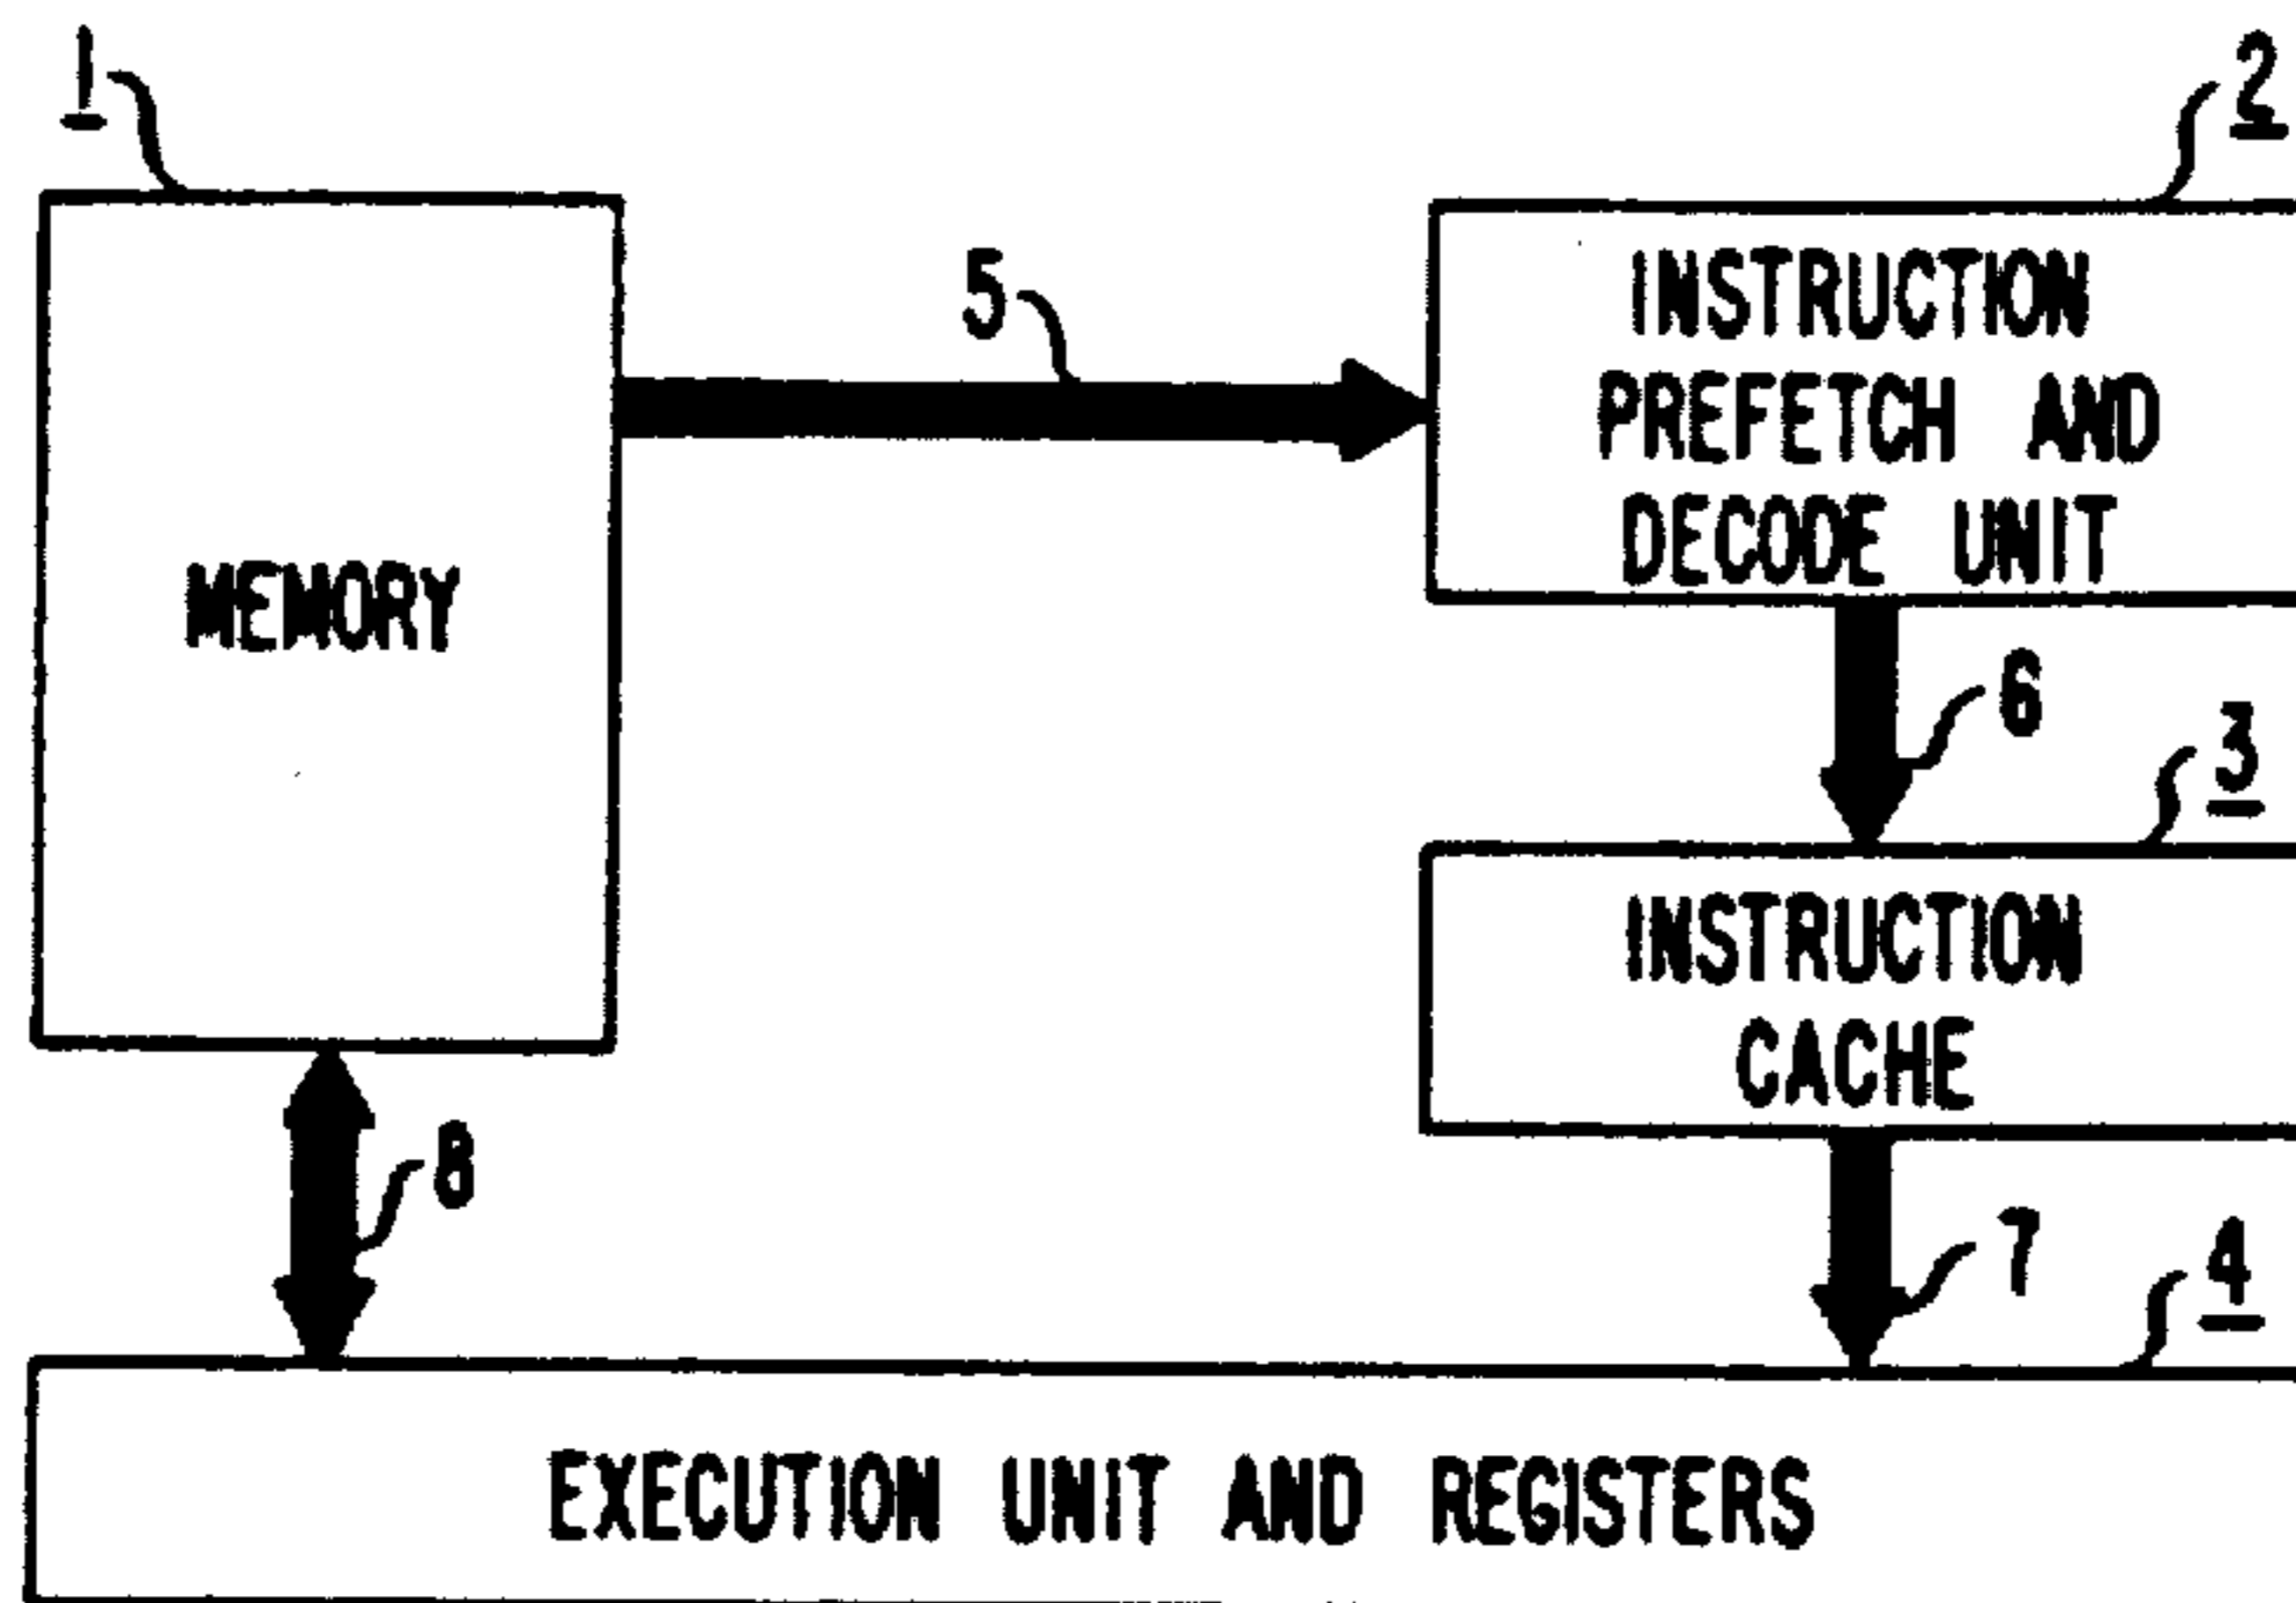 1
2
5
INSTRUCTION
PREFETCH AND
DECODE UNIT
MEMORY
6
3
INSTRUCTION
CACHE
8
7
4
EXECUTION UNIT AND REGISTERS